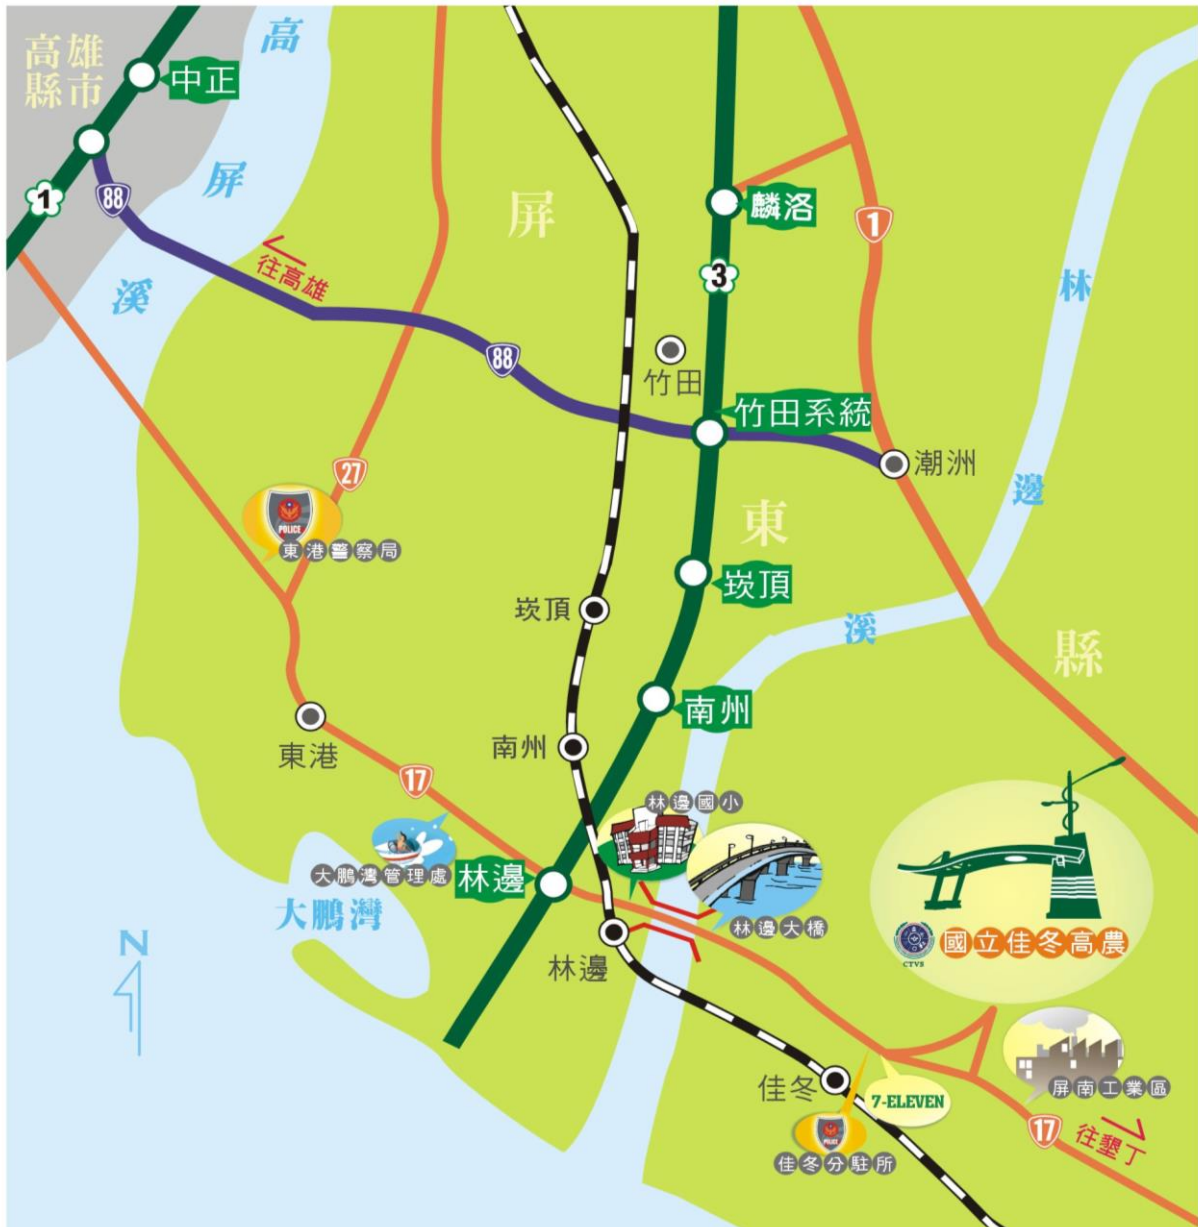 高雄
縣市
中正
高
屏
溪
1
88
往高雄
屏
麟洛
1
3
林
邊
溪
88
竹田
竹田系統
潮洲
27
POLICE
東港警察局
東
崁頂
崁頂
縣
南州
東港
南州
17
林邊國小
大鵬灣管理處
林邊
大鵬灣
林邊大橋
國立佳冬高農
CTVS
N
林邊
佳冬
7-ELEVEN
屏南工業區
POLICE
佳冬分駐所
17
往墾丁